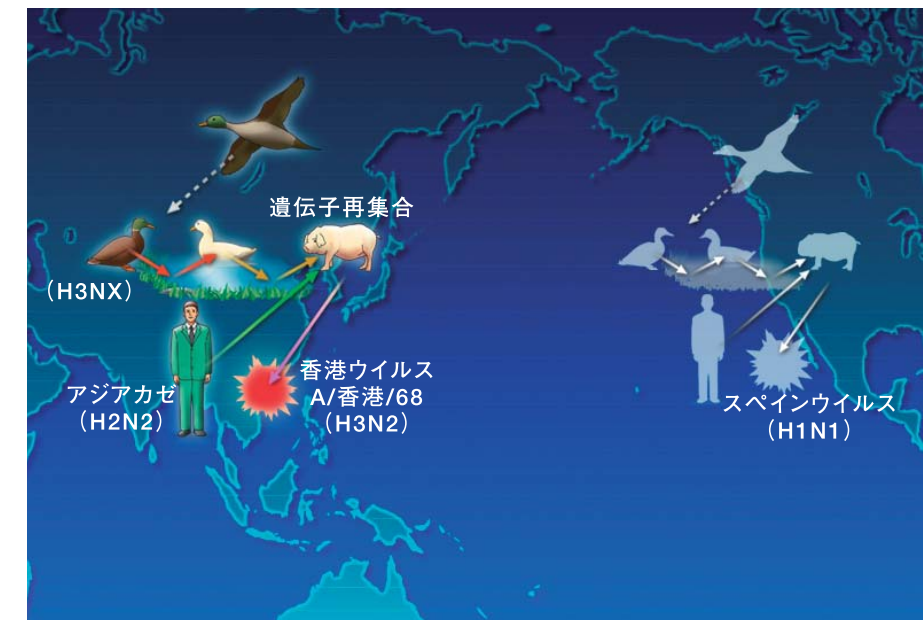 遺伝子再集合
(H3NX)
アジアカゼ
(H2N2)
香港ウイルス
A/香港/68
(H3N2)
スペインウイルス
(H1N1)